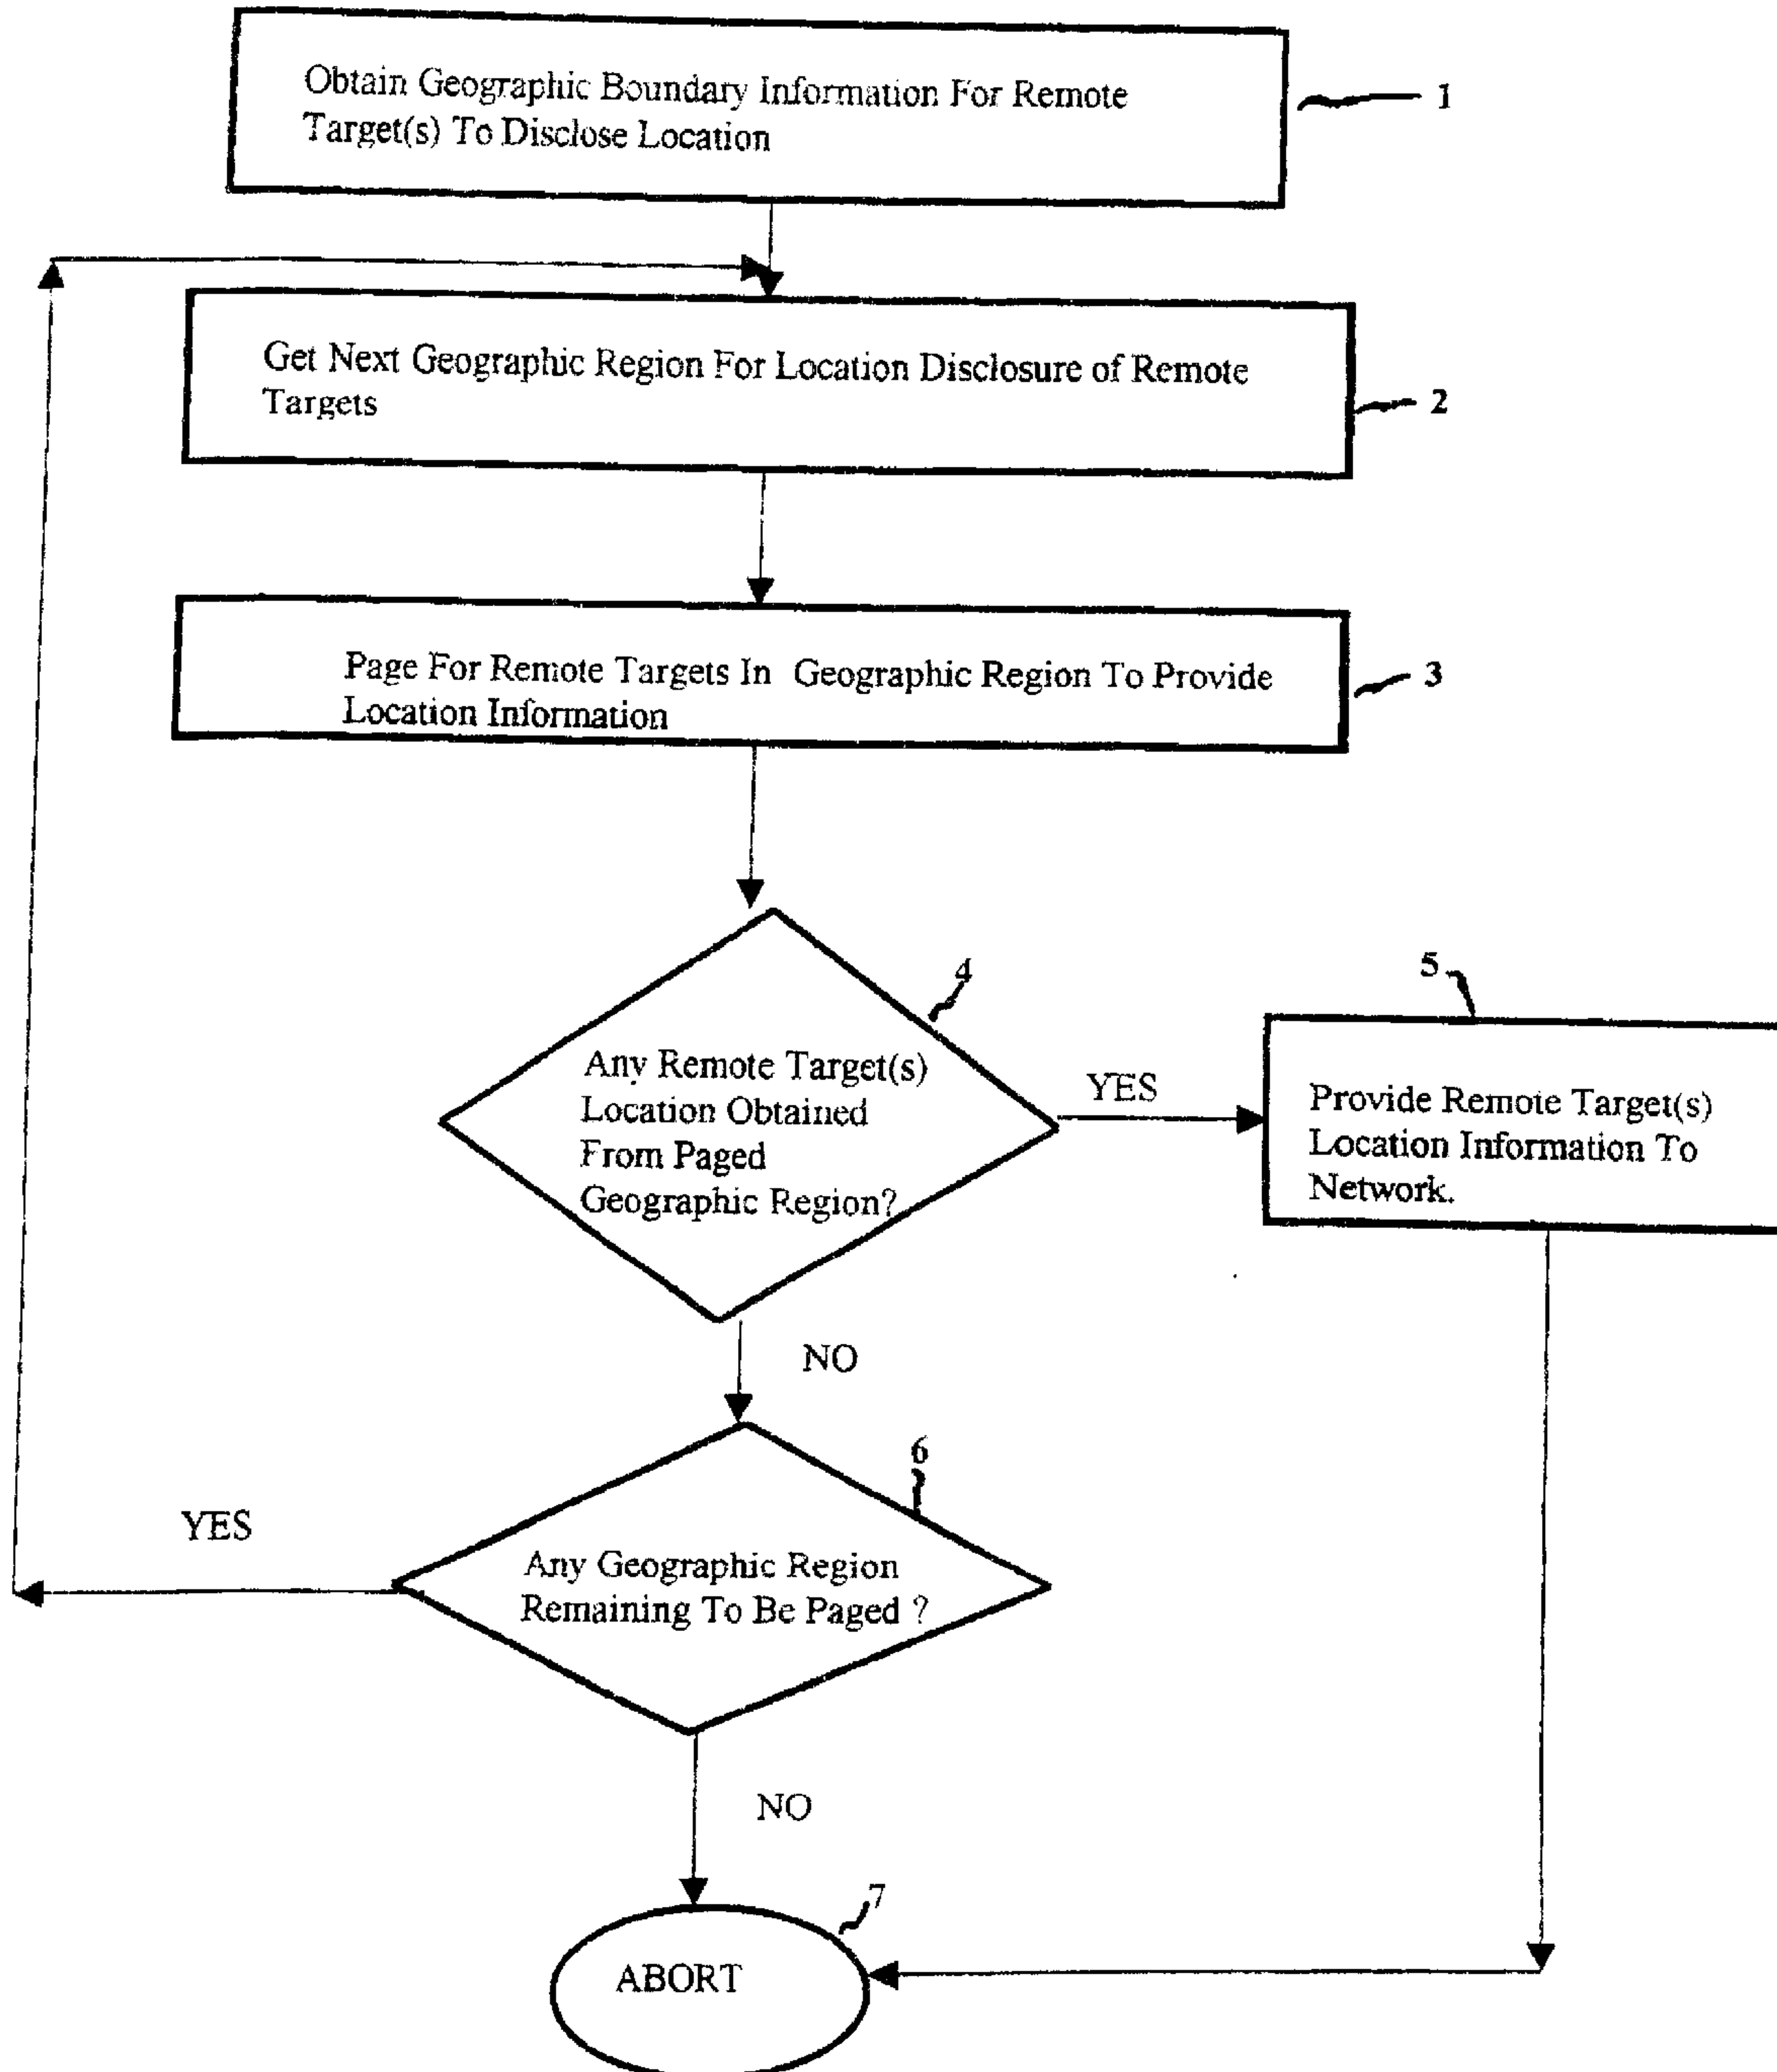 Obtain Geographic Boundary Information For Remote
Target(s) To Disclose Location
1
Get Next Geographic Region For Location Disclosure of Remote
Targets
2
Page For Remote Targets In Geographic Region To Provide
Location Information
3
4
Any Remote Target(s)
Location Obtained
From Paged
Geographic Region?
YES
5
Provide Remote Target(s)
Location Information To
Network.
NO
6
YES
Any Geographic Region
Remaining To Be Paged ?
NO
7
ABORT